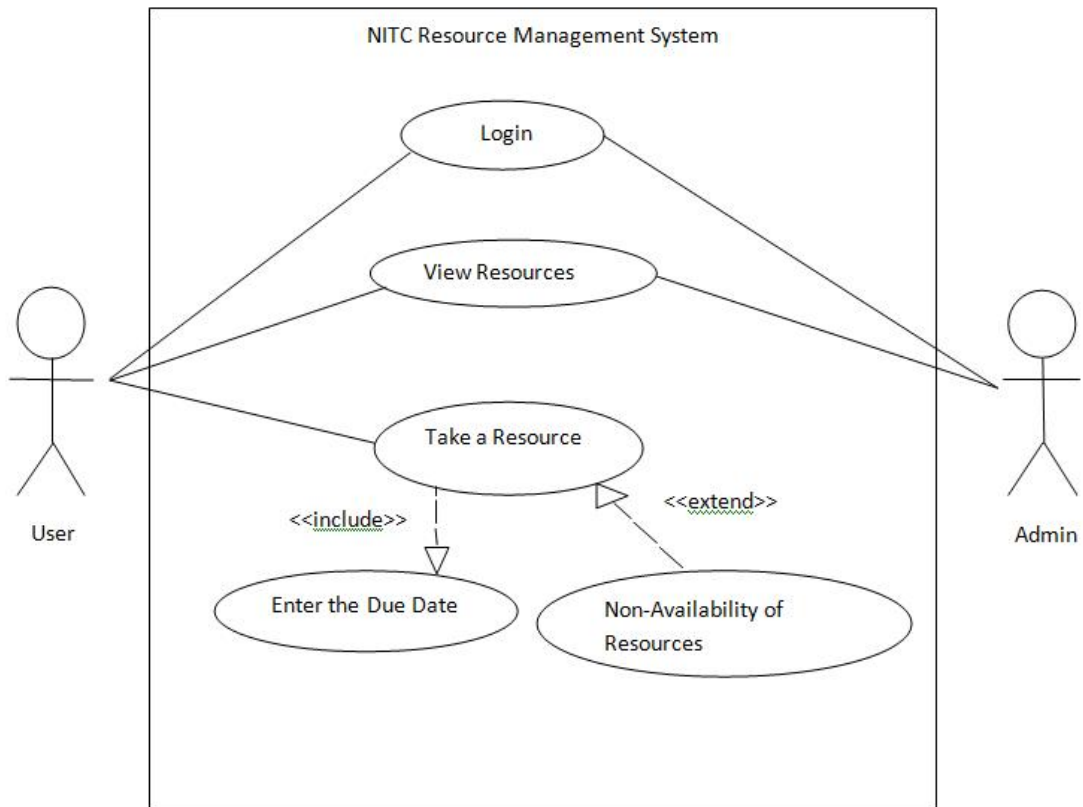 NITC Resource Management System
Login
View Resources
Take a Resource
<<include>>
<<extend>>
User
Admin
Enter the Due Date
Non-Availability of
Resources